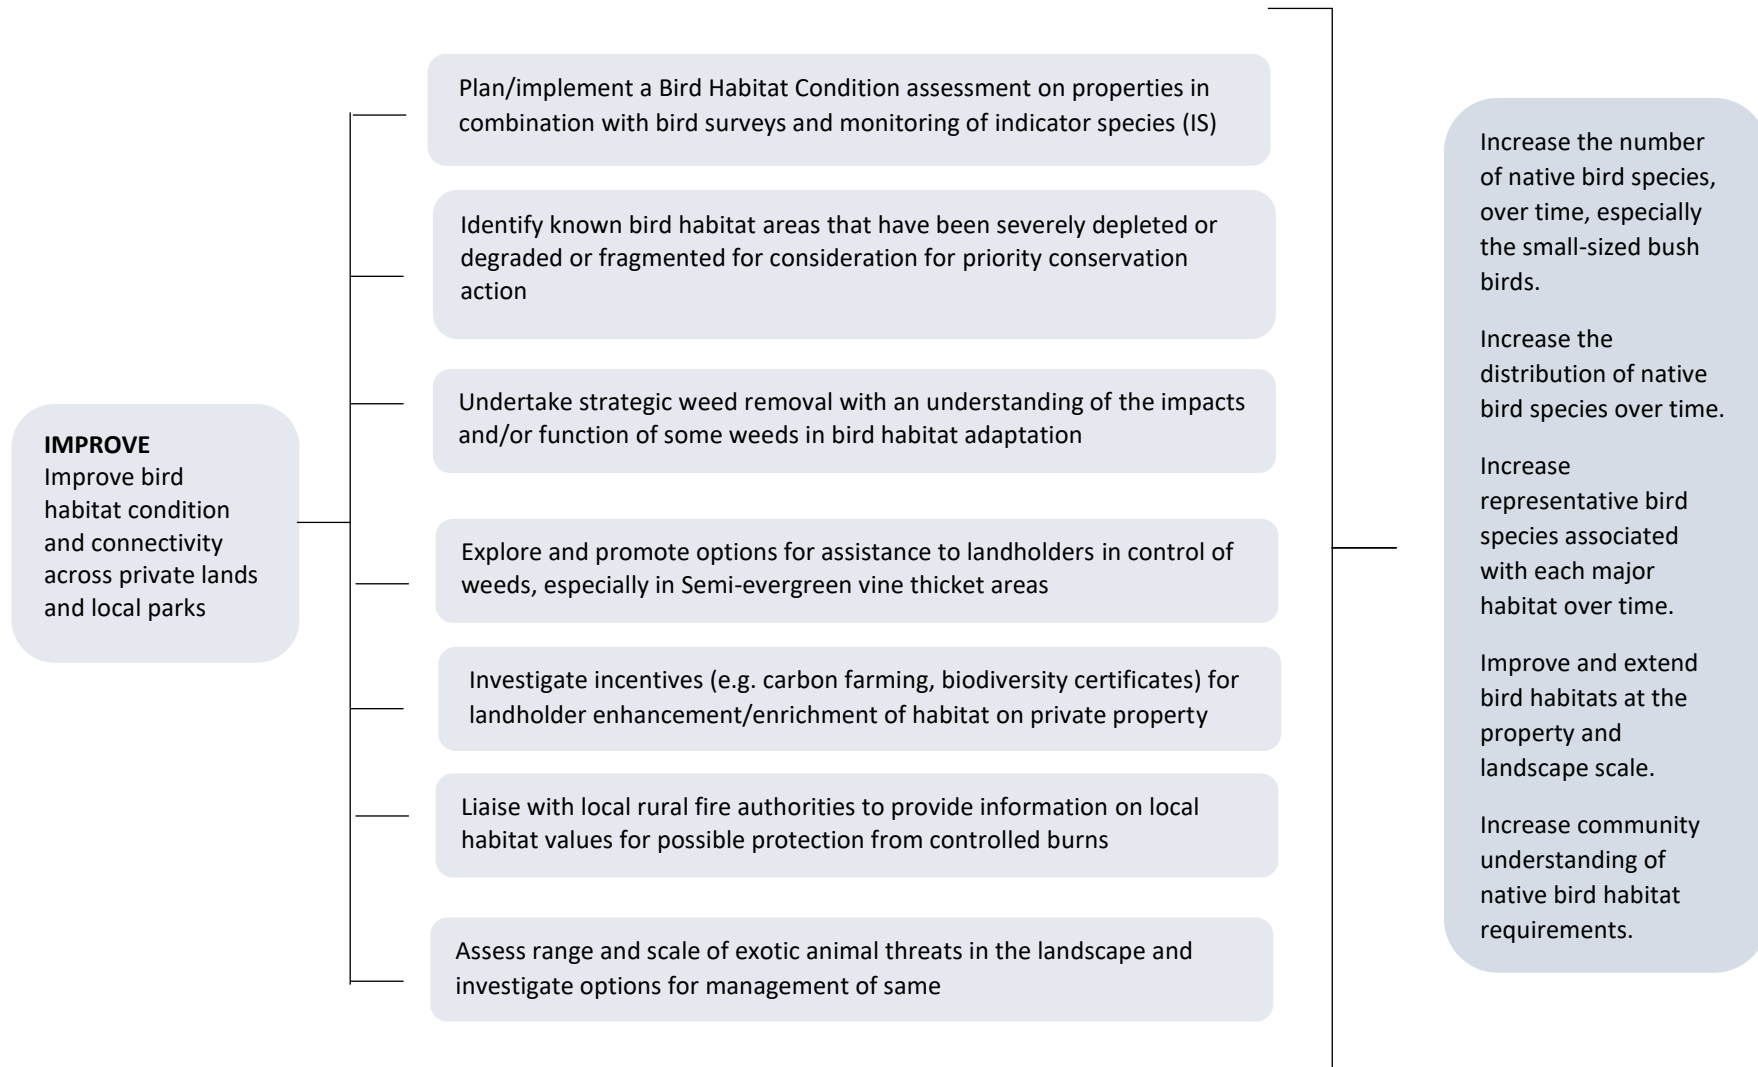 IMPROVE
Improve bird
habitat condition
and connectivity
across private lands
and local parks
Plan/implement a Bird Habitat Condition assessment on properties in
combination with bird surveys and monitoring of indicator species (IS)
Identify known bird habitat areas that have been severely depleted or
degraded or fragmented for consideration for priority conservation
action
Undertake strategic weed removal with an understanding of the impacts
and/or function of some weeds in bird habitat adaptation
Explore and promote options for assistance to landholders in control of
weeds, especially in Semi-evergreen vine thicket areas
Investigate incentives (e.g. carbon farming, biodiversity certificates) for
landholder enhancement/enrichment of habitat on private property
Liaise with local rural fire authorities to provide information on local
habitat values for possible protection from controlled burns
Assess range and scale of exotic animal threats in the landscape and
investigate options for management of same
Increase the number
of native bird species,
over time, especially
the small-sized bush
birds.
Increase the
distribution of native
bird species over time.
Increase
representative bird
species associated
with each major
habitat over time.
Improve and extend
bird habitats at the
property and
landscape scale.
Increase community
understanding of
native bird habitat
requirements.